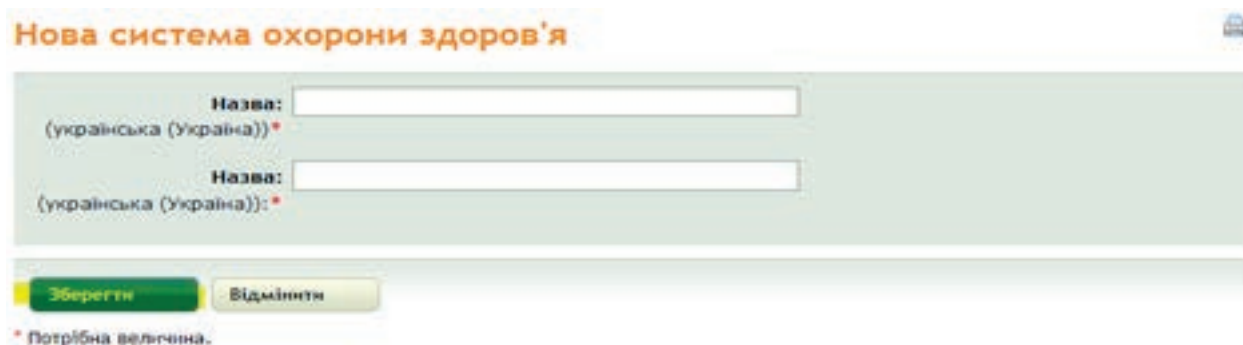 Нова система охорони здоров'я
Назва:
(українська (Україна))*
Назва:
(українська (Україна)):*
Зберегти
Відмінити
* Потрібна величина.